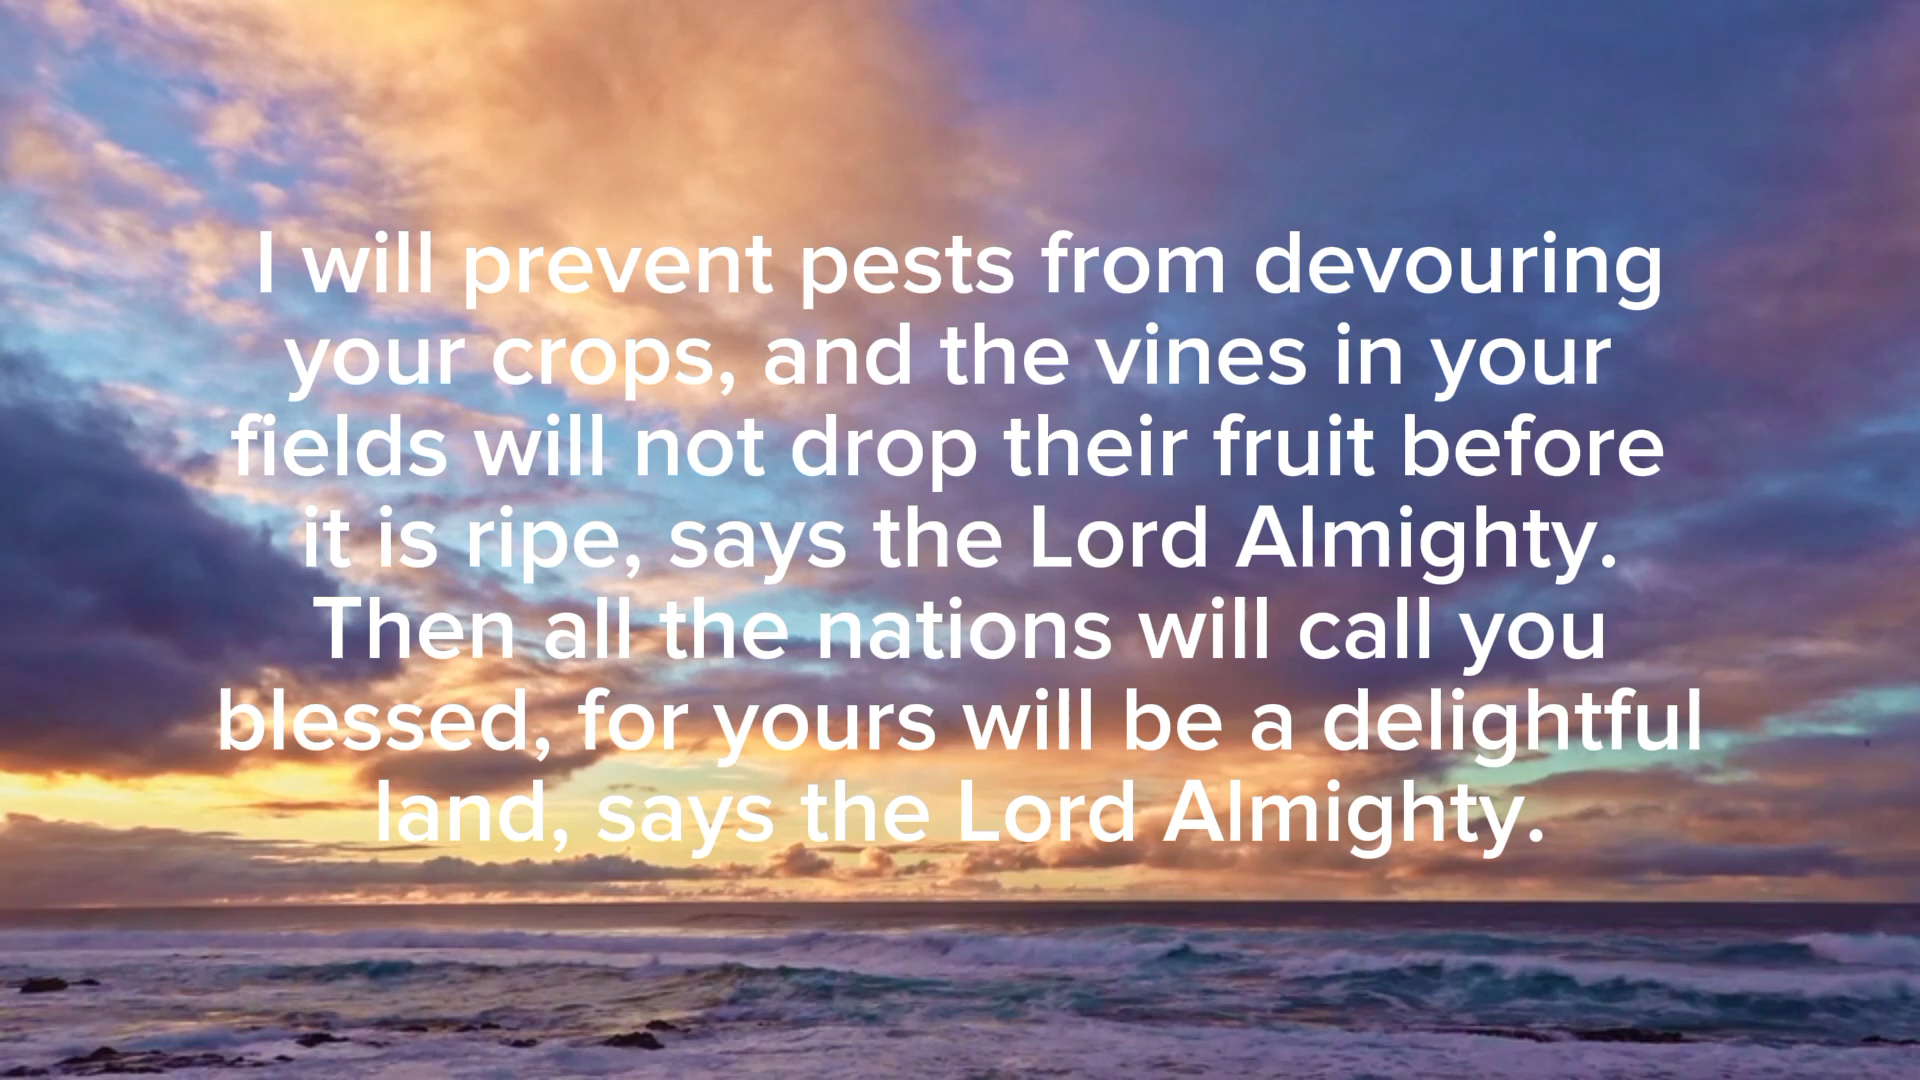 I will prevent pests from devouring
your crops, and the vines in your
fields will not drop their fruit before
it is ripe, says the Lord Almighty.
Then all the nations will call you
blessed, for yours will be a delightful
land, says the Lord Almighty.